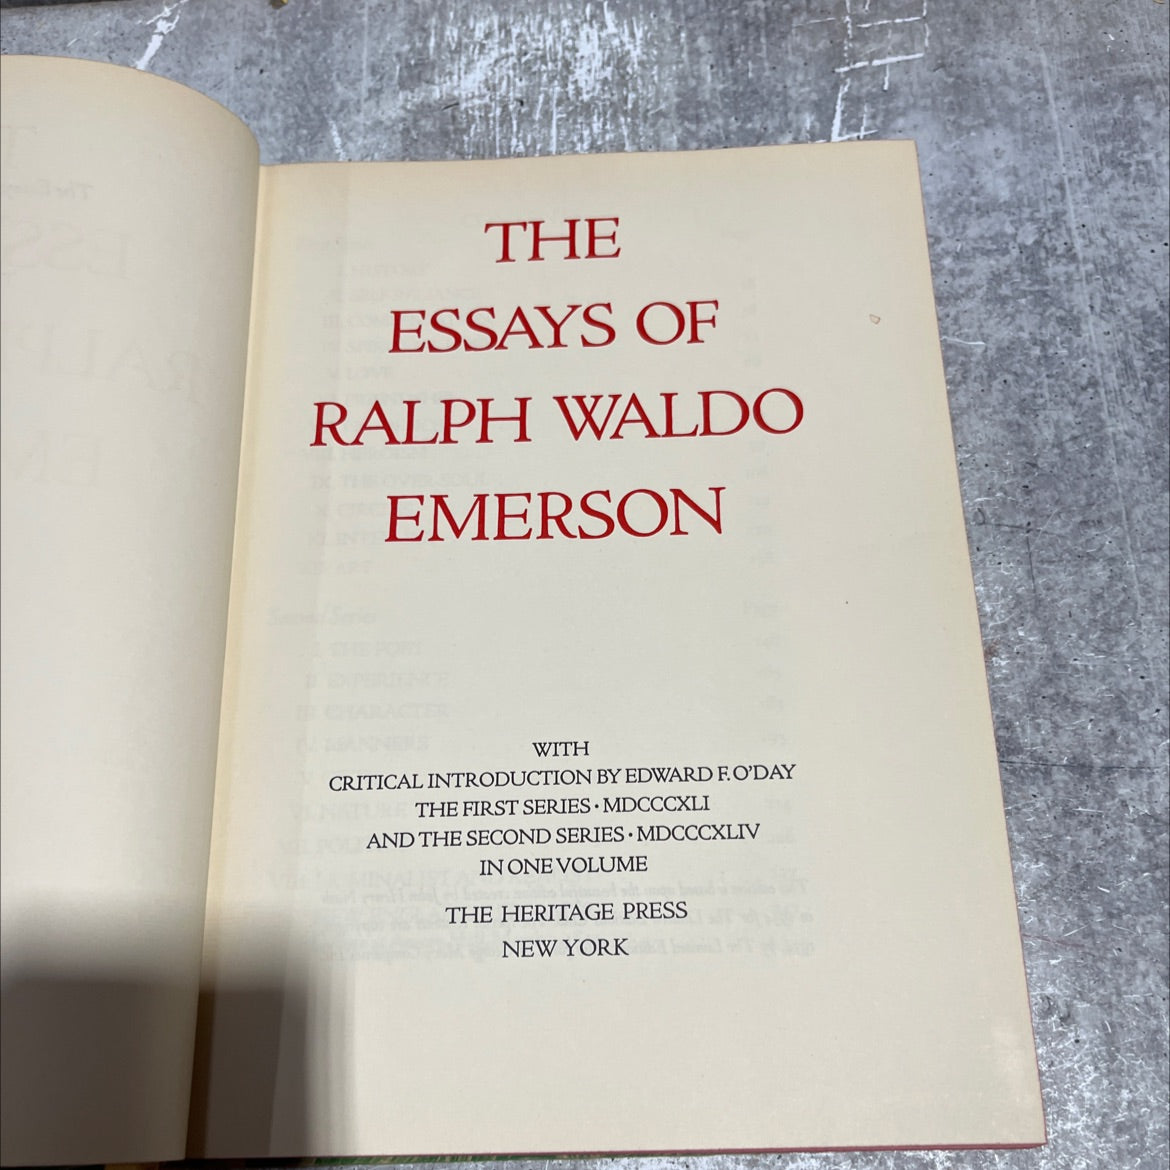 THE
ESSAYS OF
RALPH WALDO
EMERSON
WITH
CRITICAL INTRODUCTION BY EDWARD F. O'DAY
THE FIRST SERIES · MDCCCXLI
AND THE SECOND SERIES · MDCCCXLIV
IN ONE VOLUME
THE HERITAGE PRESS
NEW YORK